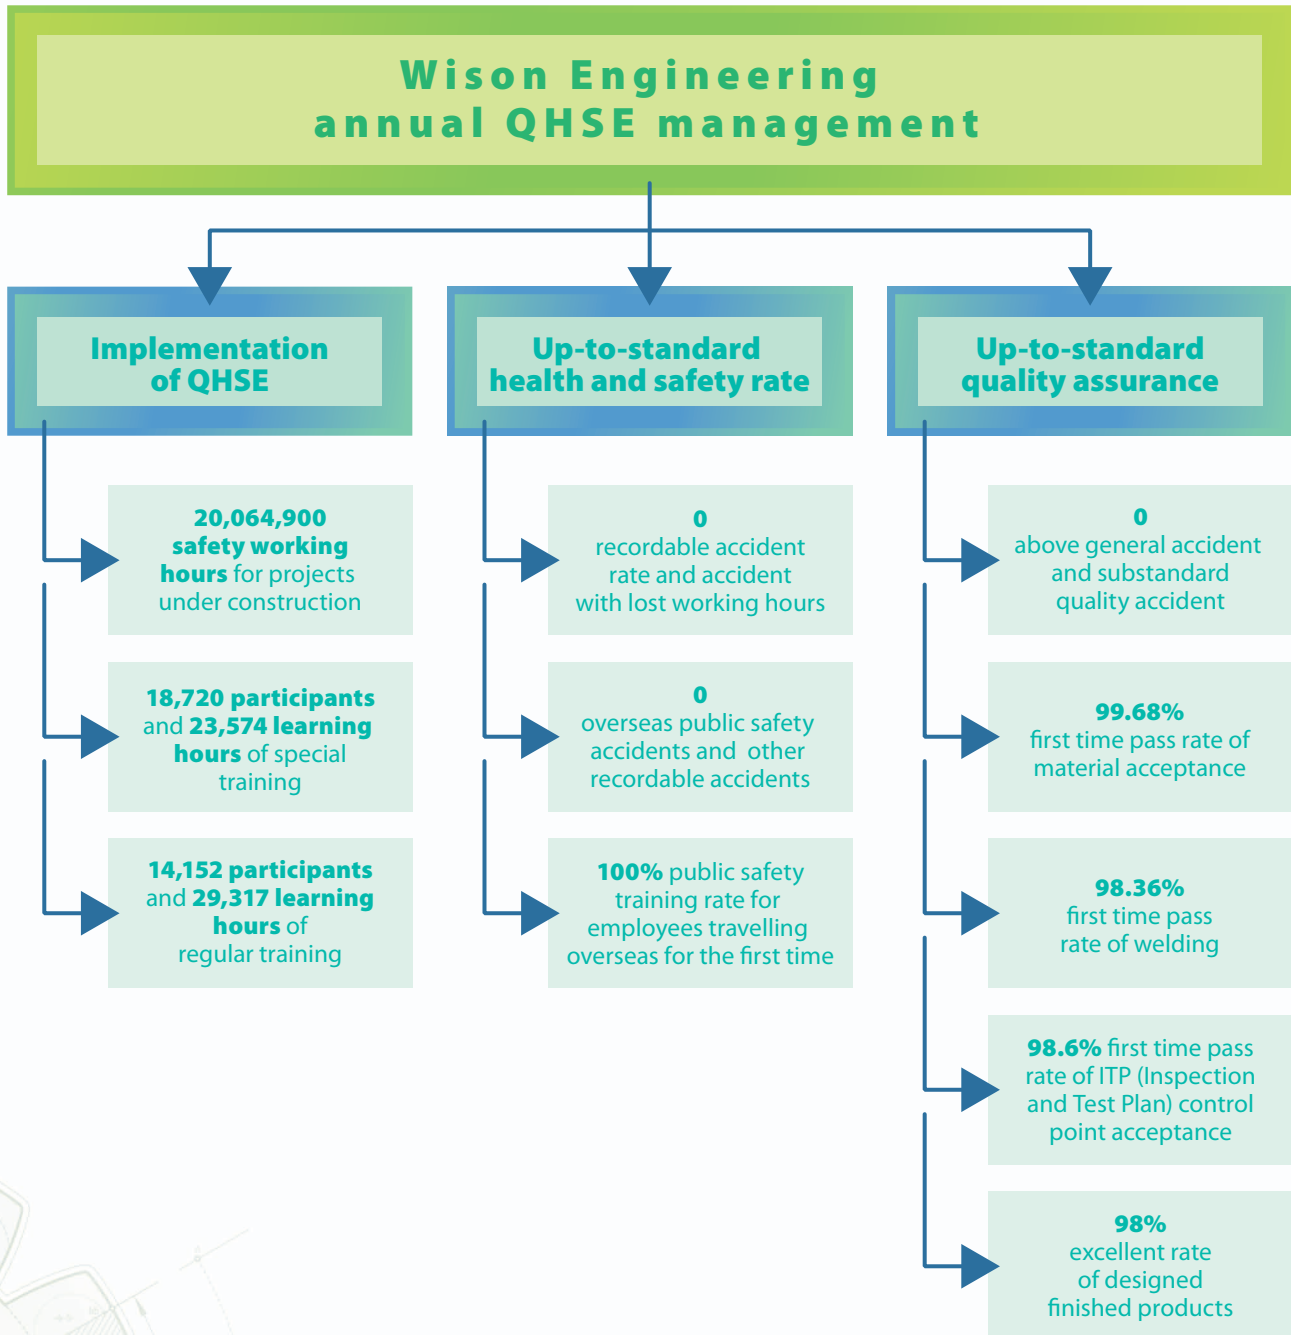 Wison Engineering
annual QHSE management
Implementation
of QHSE
20,064,900
safety working
hours for projects
under construction
18,720 participants
and 23,574 learning
hours of special
training
14,152 participants
and 29,317 learning
hours of
regular training
Up-to-standard
health and safety rate
0
recordable accident
rate and accident
with lost working hours
0
overseas public safety
accidents and other
recordable accidents
100% public safety
training rate for
employees travelling
overseas for the first time
Up-to-standard
quality assurance
0
above general accident
and substandard
quality accident
99.68%
first time pass rate of
material acceptance
98.36%
first time pass
rate of welding
98.6% first time pass
rate of ITP (Inspection
and Test Plan) control
point acceptance
98%
excellent rate
of designed
finished products